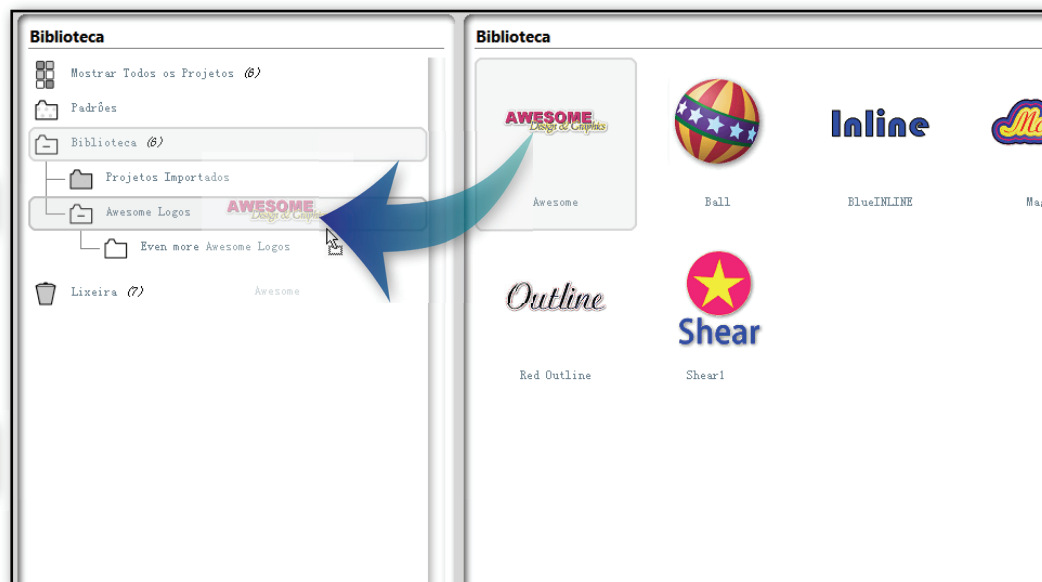 Biblioteca
Mostrar Todos os Projetos (6)
Padrões
Biblioteca (6)
Projetos Importados
Awesome Logos
AWESOME
Design & Graphics
Even more Awesome Logos
Lixeira (7)
Awesome
Biblioteca
AWESOME
Design & Graphics
Inline
Awesome
Ball
BlueINLINE
Outline
Shear
Red Outline
Shear1